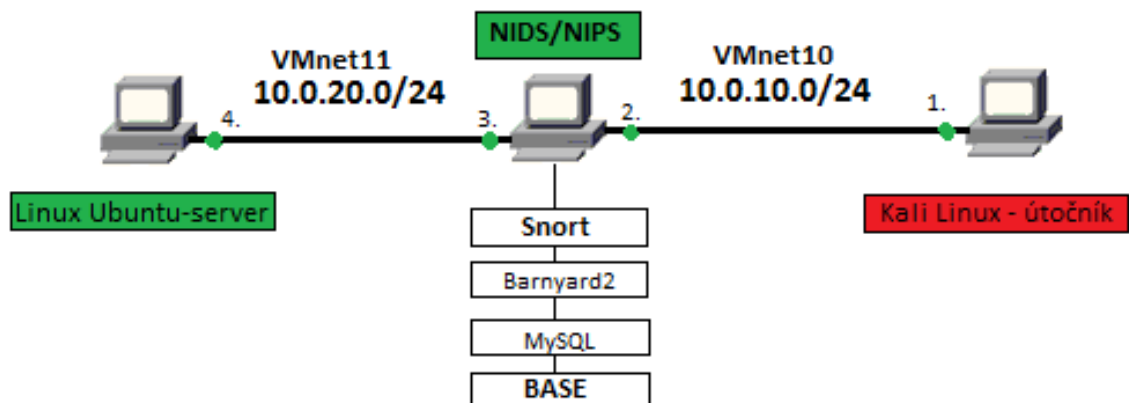 NIDS/NIPS
VMnet11
10.0.20.0/24
VMnet10
10.0.10.0/24
4.
3.
2.
1.
Linux Ubuntu-server
Kali Linux - útočník
Snort
Barnyard2
MySQL
BASE